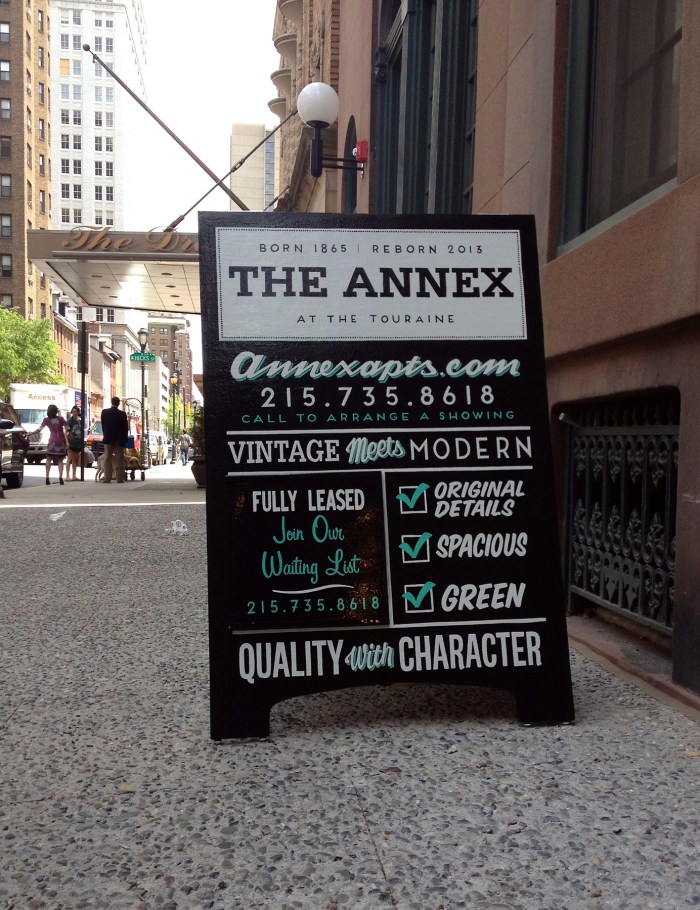 BORN 1865 | REBORN 2013
THE ANNEX
AT THE TOURAINE
annexapts.com
215.735.8618
CALL TO ARRANGE A SHOWING
VINTAGE meets MODERN
FULLY LEASED
Join Our
Waiting List
215.735.8618
ORIGINAL
DETAILS
SPACIOUS
GREEN
QUALITY with CHARACTER
The
Access
HICKS ST